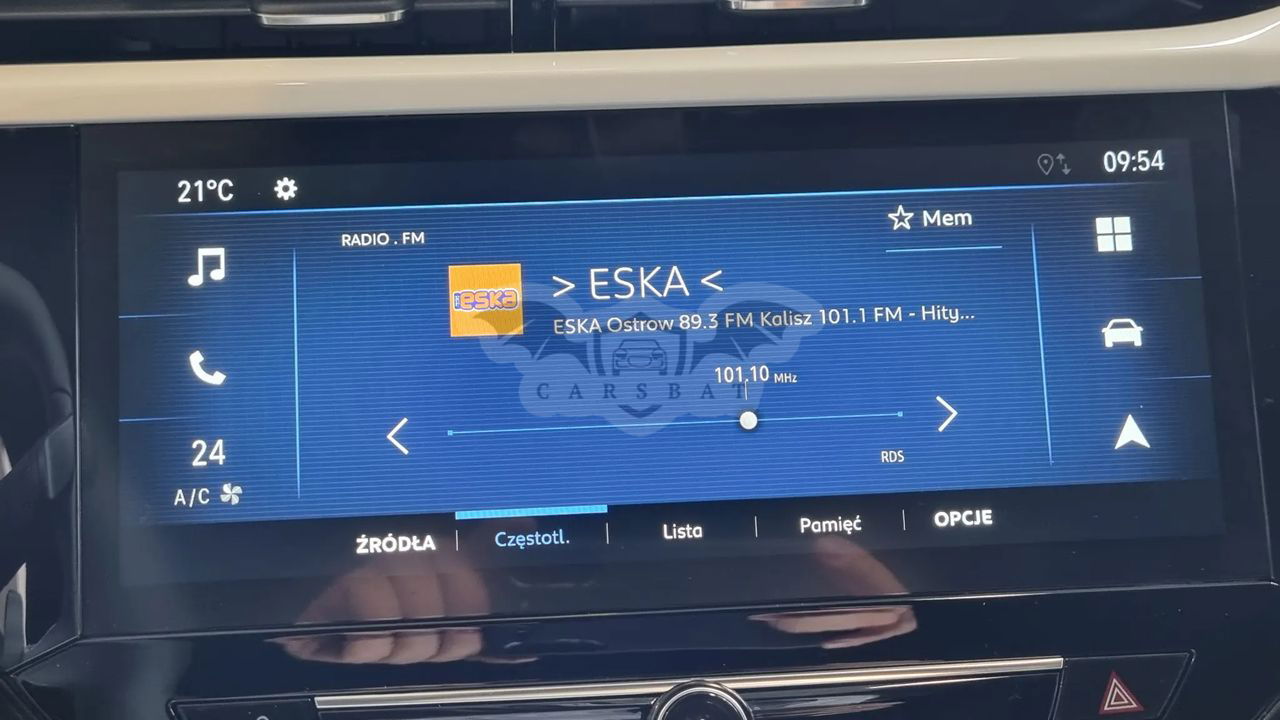 21°C
09:54
RADIO . FM
Mem
eska
> ESKA <
ESKA Ostrow 89.3 FM Kalisz 101.1 FM - Hity...
101.10 MHz
CARSBAT
24
A/C
RDS
ŹRÓDŁA
Częstotl.
Lista
Pamięć
OPCJE